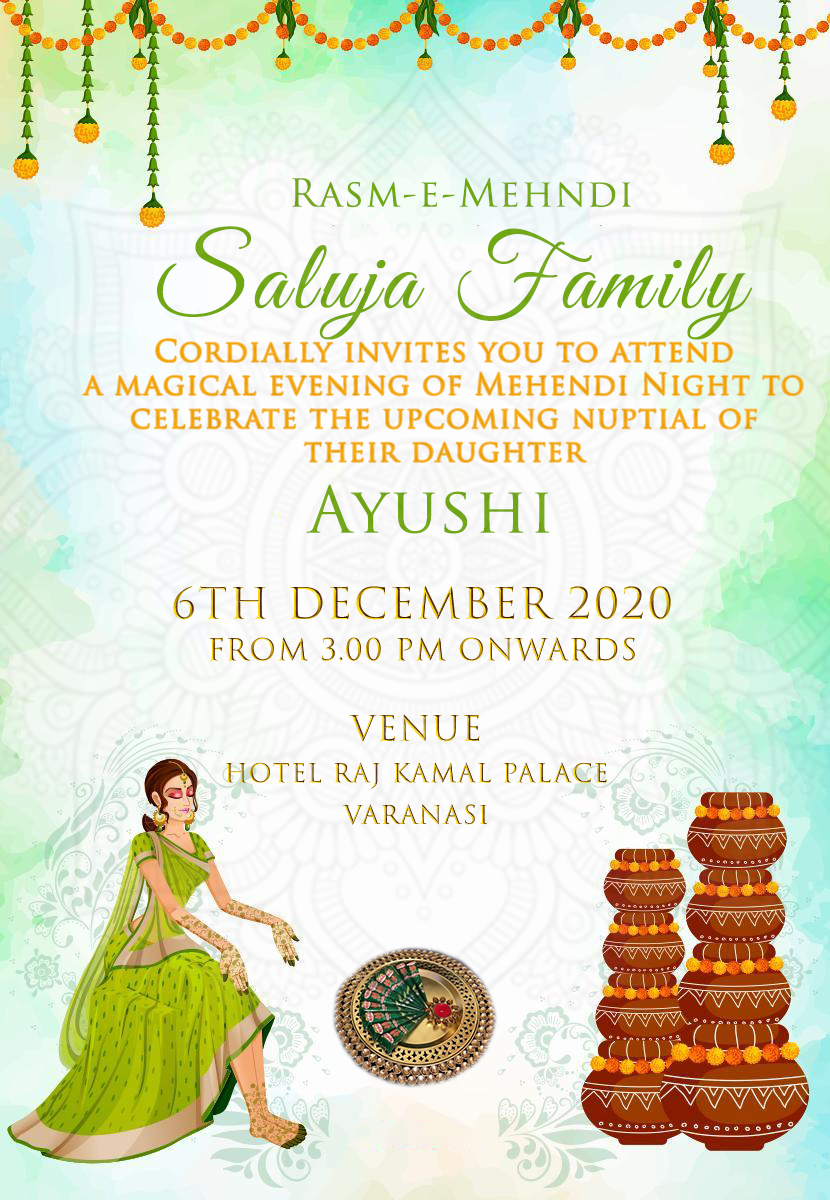 Rasm-e-Mehndi
Saluja Family
Cordially invites you to attend
a magical evening of Mehendi Night to
celebrate the upcoming nuptial of
their daughter
Ayushi
6TH DECEMBER 2020
FROM 3.00 PM ONWARDS
VENUE
HOTEL RAJ KAMAL PALACE
VARANASI